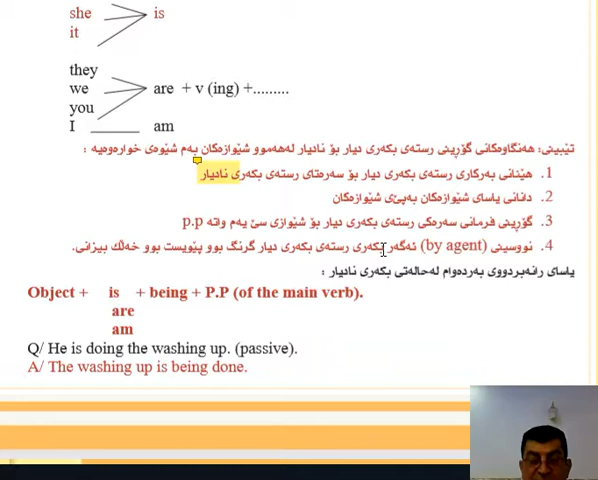 she
is
it
they
we
are + v (ing) +.........
you
I ______ am
تێبینی: هەنگاوەکانی گۆڕینی رستەی بکەری دیار بۆ نادیار لەهەموو شێوازەکان بەم شێوەی خوارەوەیە :
1. هێنانی بەرکاری رستەی بکەری دیار بۆ سەرەتای رستەی بکەری نادیار
2. دانانی یاسای شێوازەکان بەپێی شێوازەکان
3. گۆڕینی فرمانی سەرەکی رستەی بکەری دیار بۆ شێوازی سێ یەم واتە p.p
4. نووسینی (by agent) ئەگەر بکەری رستەی بکەری دیار گرنگ بوو پێویست بوو خەڵک بیزانی.
یاسای رانەبردووی بەردەوام لەحالەتی بکەری نادیار :
Object + is + being + P.P (of the main verb).
are
am
Q/ He is doing the washing up. (passive).
A/ The washing up is being done.